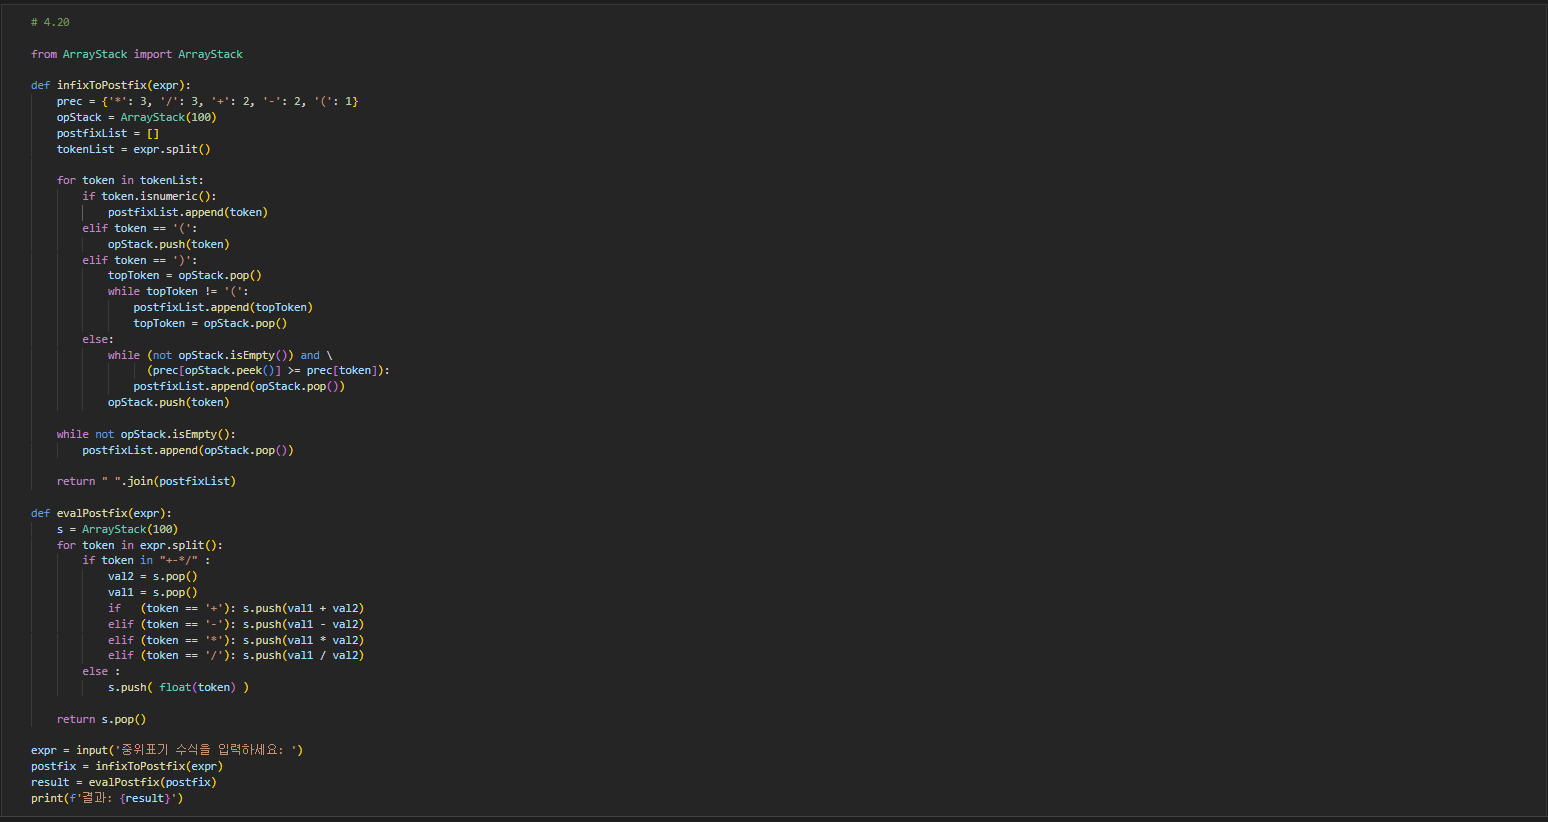 # 4.20
from ArrayStack import ArrayStack
def infixToPostfix(expr):
prec = {'*': 3, '/': 3, '+': 2, '-': 2, '(': 1}
opStack = ArrayStack(100)
postfixList = []
tokenList = expr.split()
for token in tokenList:
if token.isnumeric():
postfixList.append(token)
elif token == '(':
opStack.push(token)
elif token == ')':
topToken = opStack.pop()
while topToken != '(':
postfixList.append(topToken)
topToken = opStack.pop()
else:
while (not opStack.isEmpty()) and \
(prec[opStack.peek()] >= prec[token]):
postfixList.append(opStack.pop())
opStack.push(token)
while not opStack.isEmpty():
postfixList.append(opStack.pop())
return " ".join(postfixList)
def evalPostfix(expr):
s = ArrayStack(100)
for token in expr.split():
if token in "+-*/" :
val2 = s.pop()
val1 = s.pop()
if   (token == '+'): s.push(val1 + val2)
elif (token == '-'): s.push(val1 - val2)
elif (token == '*'): s.push(val1 * val2)
elif (token == '/'): s.push(val1 / val2)
else :
s.push( float(token) )
return s.pop()
expr = input('중위표기 수식을 입력하세요: ')
postfix = infixToPostfix(expr)
result = evalPostfix(postfix)
print(f'결과: {result}')